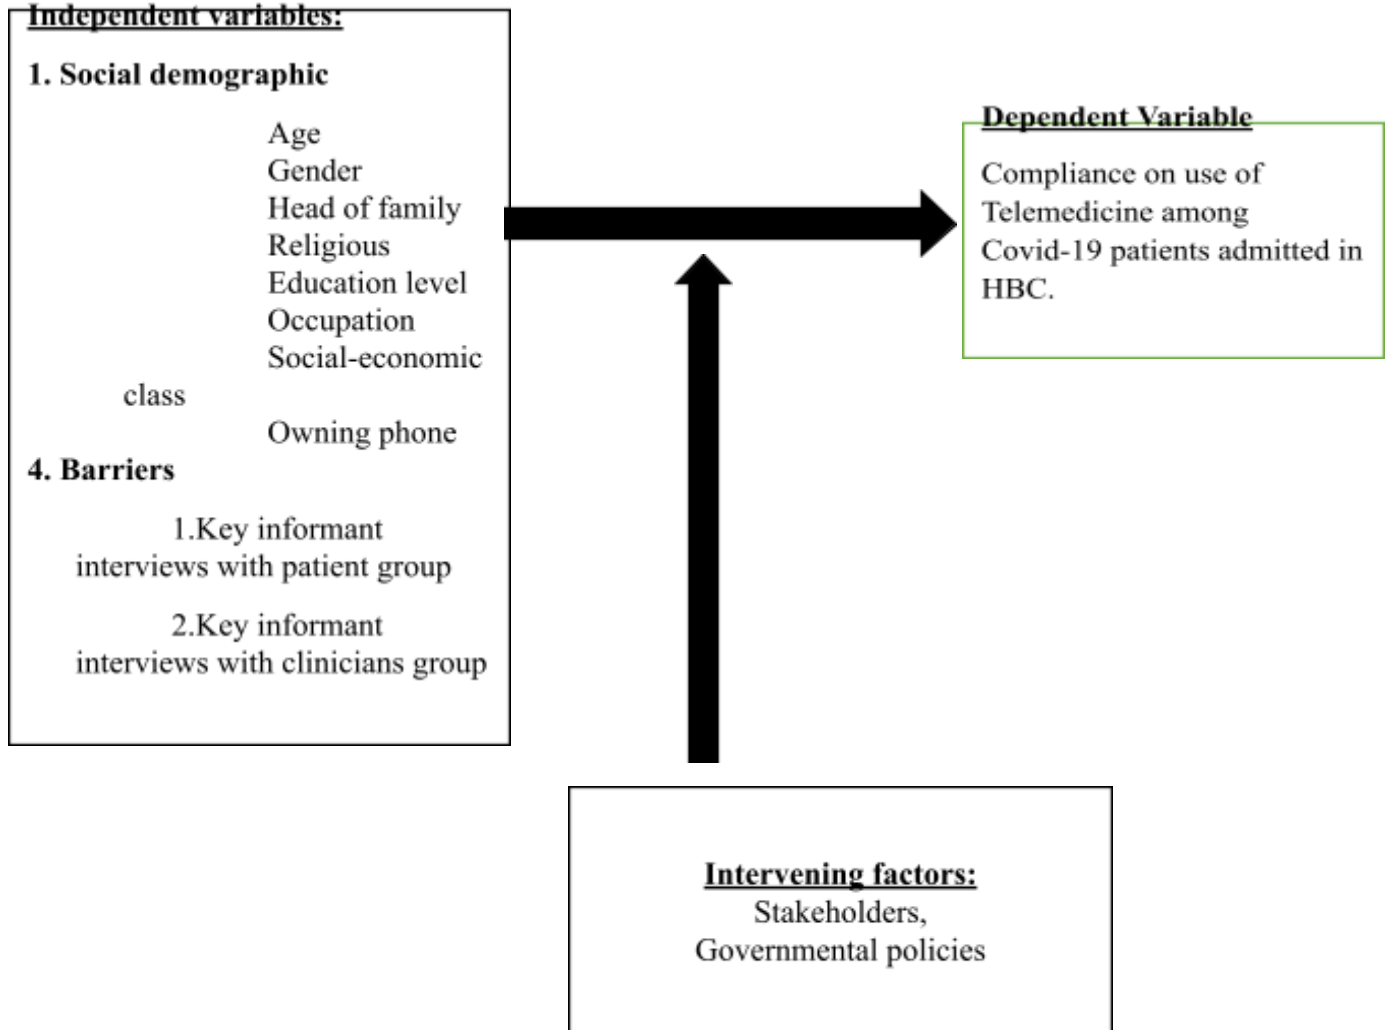 Independent variables:
1. Social demographic
Age
Gender
Head of family
Religious
Education level
Occupation
Social-economic
class
Owning phone
4. Barriers
1.Key informant
interviews with patient group
2.Key informant
interviews with clinicians group
Dependent Variable
Compliance on use of
Telemedicine among
Covid-19 patients admitted in
HBC.
Intervening factors:
Stakeholders,
Governmental policies